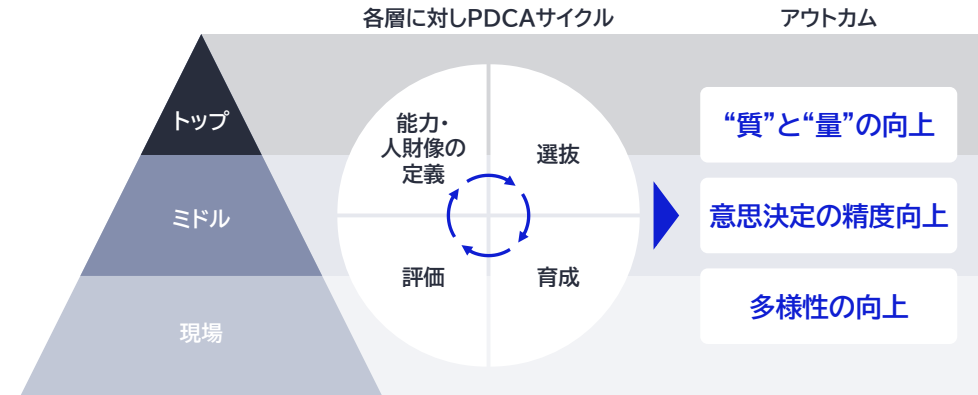 各層に対しPDCAサイクル
アウトカム
トップ
ミドル
現場
能力・
人財像の
定義
選抜
評価
育成
“質”と“量”の向上
意思決定の精度向上
多様性の向上